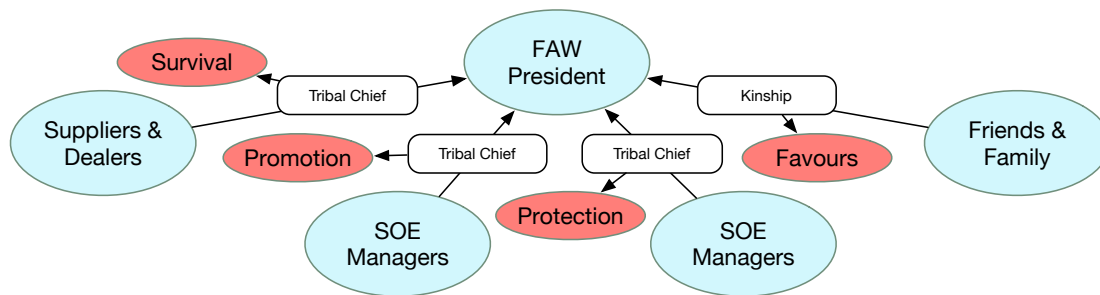 FAW
President
Survival
Tribal Chief
Kinship
Suppliers &
Dealers
Promotion
Tribal Chief
Tribal Chief
Favours
Friends &
Family
Protection
SOE
Managers
SOE
Managers